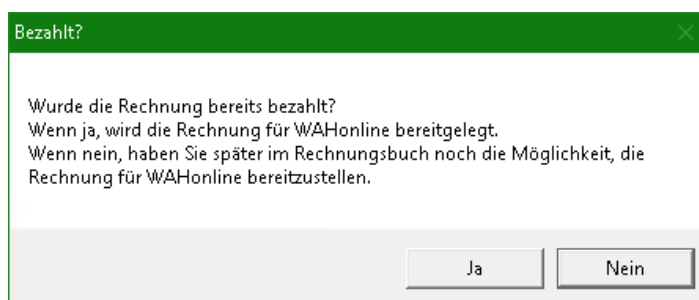 Bezahlt?
Wurde die Rechnung bereits bezahlt?
Wenn ja, wird die Rechnung für WAHonline bereitgelegt.
Wenn nein, haben Sie später im Rechnungsbuch noch die Möglichkeit, die
Rechnung für WAHonline bereitzustellen.
Ja
Nein